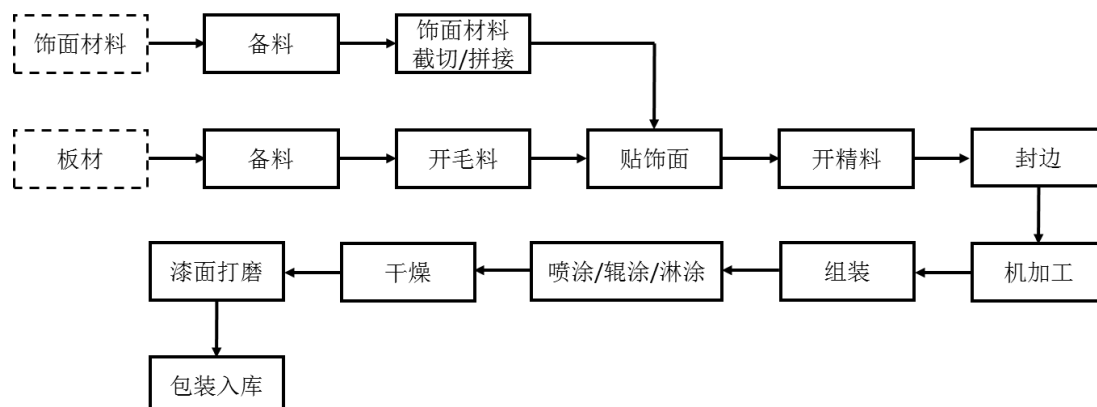 饰面材料
备料
饰面材料
截切/拼接
板材
备料
开毛料
贴饰面
开精料
封边
漆面打磨
干燥
喷涂/辊涂/淋涂
组装
机加工
包装入库